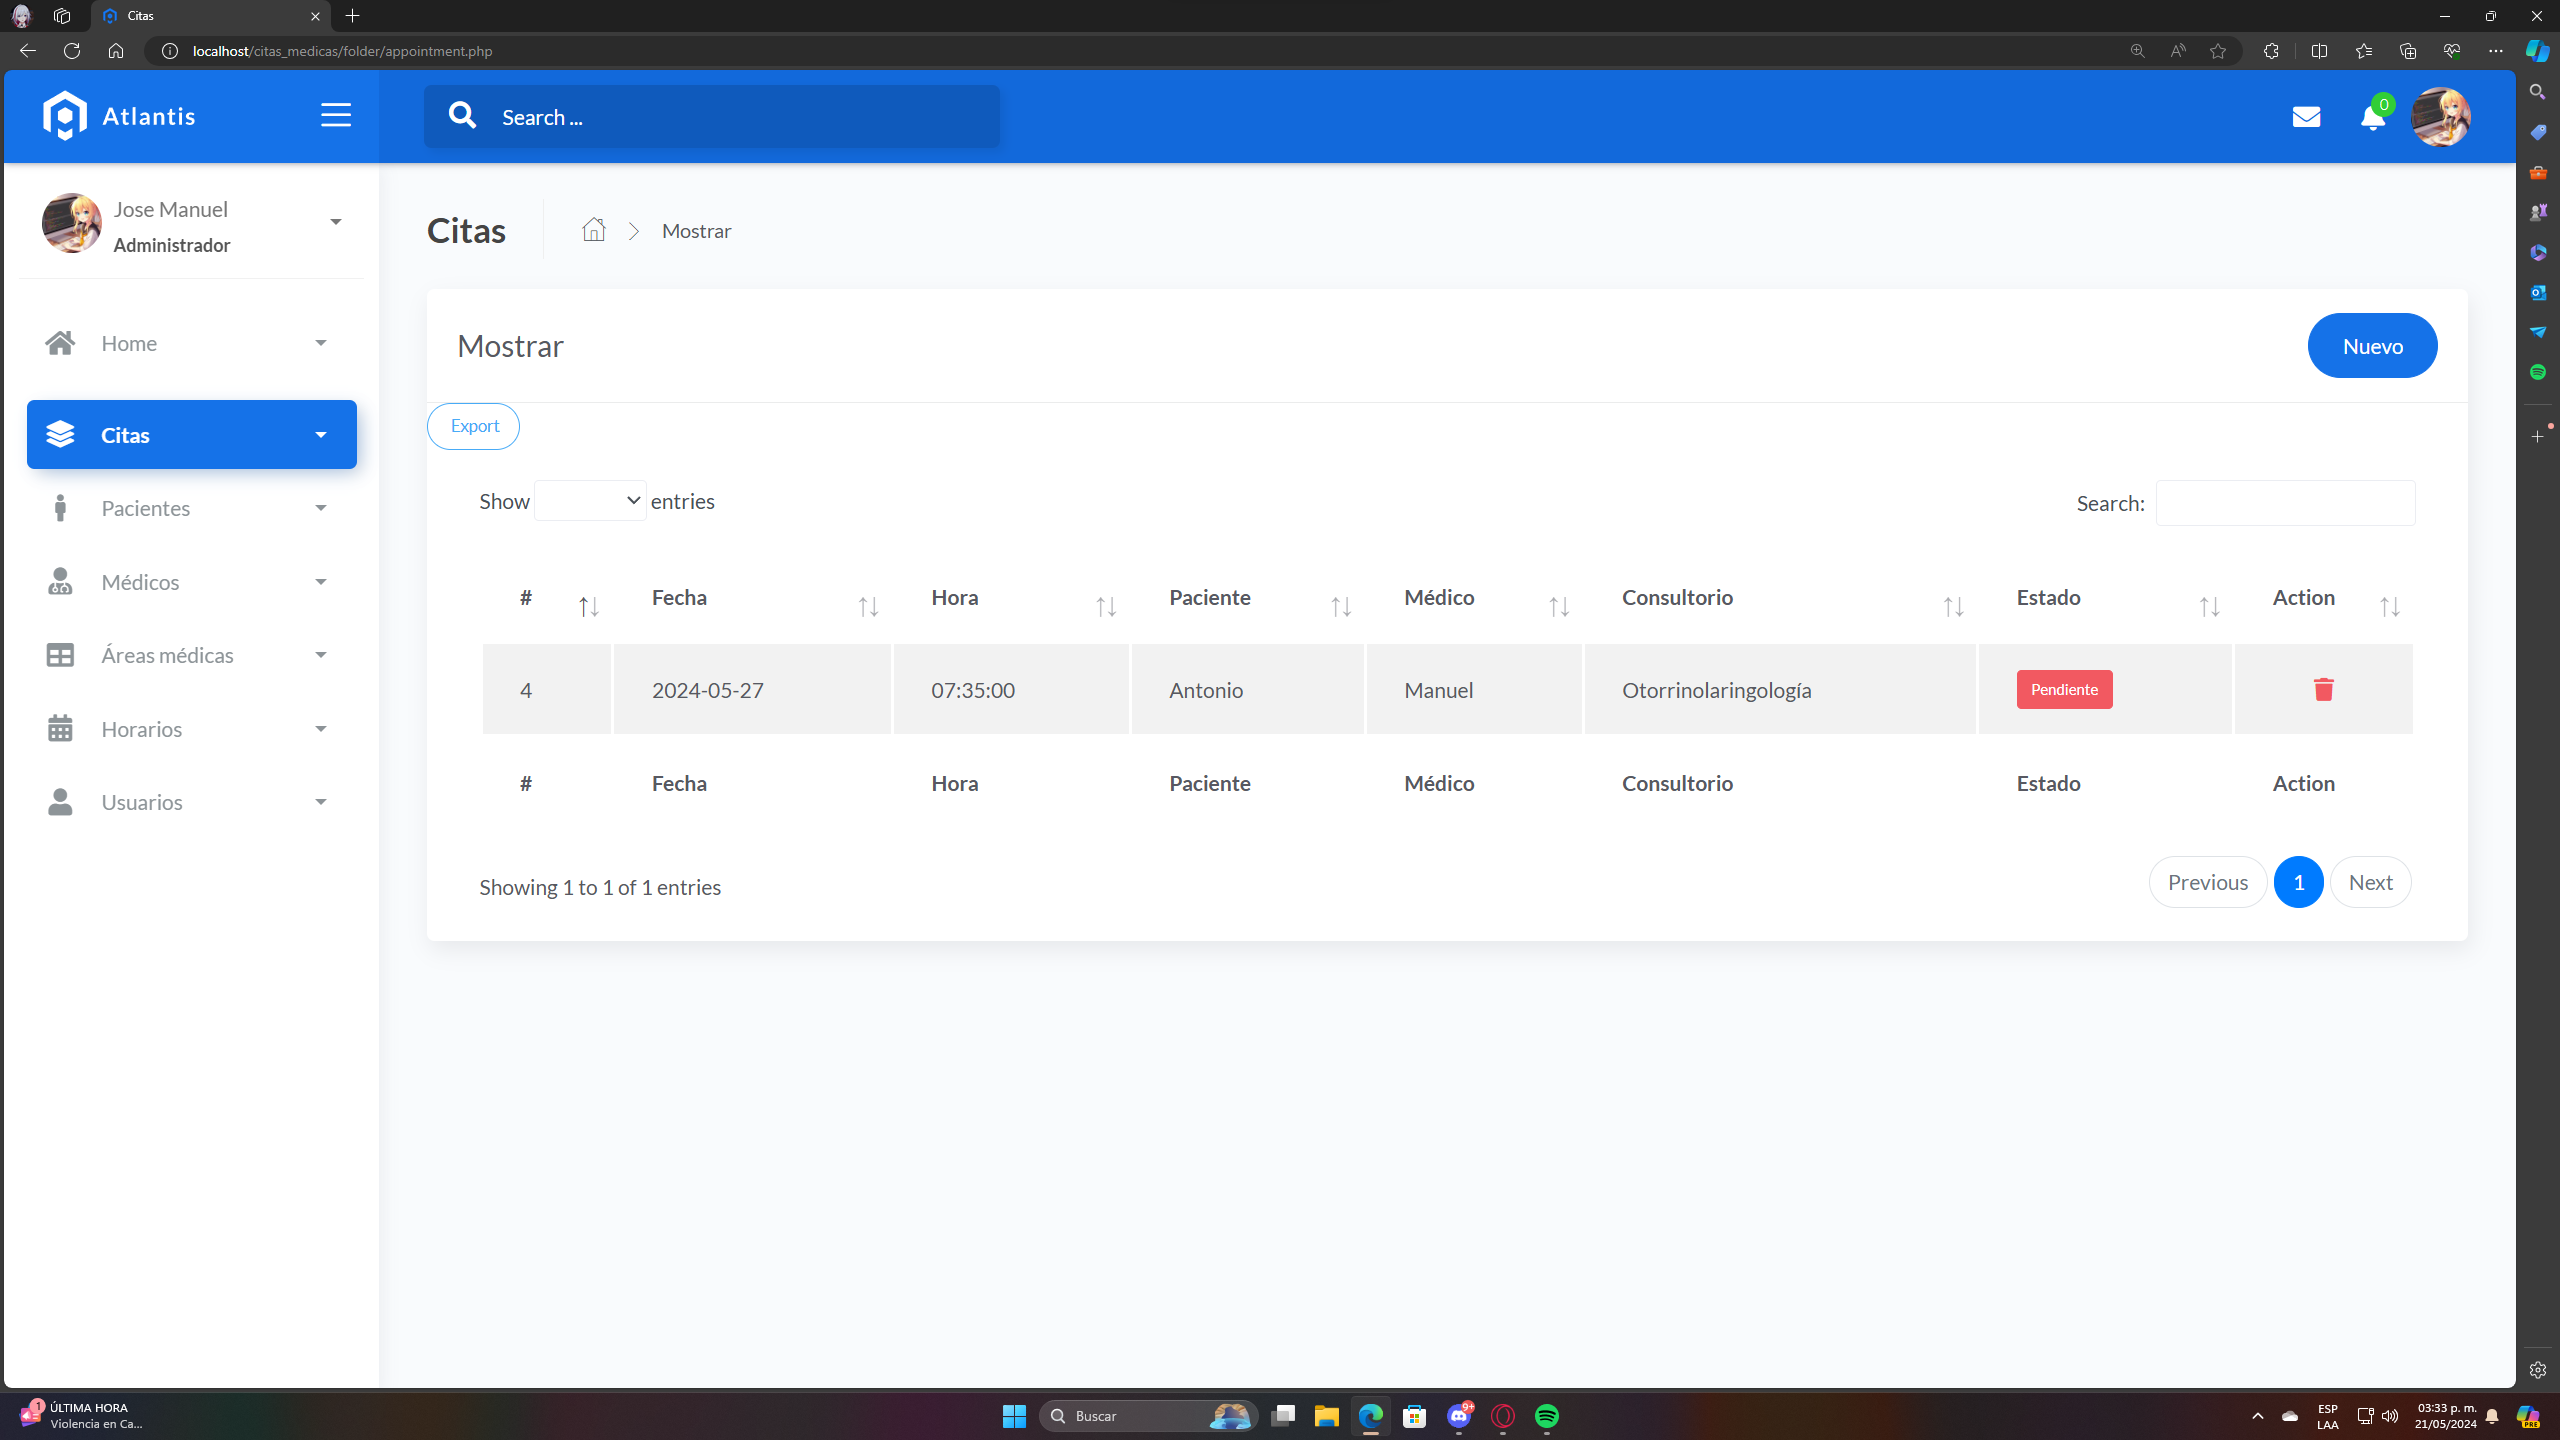 Citas
localhost/citas_medicas/folder/appointment.php
Atlantis
Search ...
0
Jose Manuel
Administrador
Home
Citas
Pacientes
Médicos
Áreas médicas
Horarios
Usuarios
Citas
Mostrar
Mostrar
Nuevo
Export
Show entries
Search:
# Fecha Hora Paciente Médico Consultorio Estado Action
4 2024-05-27 07:35:00 Antonio Manuel Otorrinolaringología Pendiente
# Fecha Hora Paciente Médico Consultorio Estado Action
Showing 1 to 1 of 1 entries
Previous 1 Next
1
ÚLTIMA HORA
Violencia en Ca...
Buscar
9+
ESP
LAA
03:33 p. m.
21/05/2024
PRE